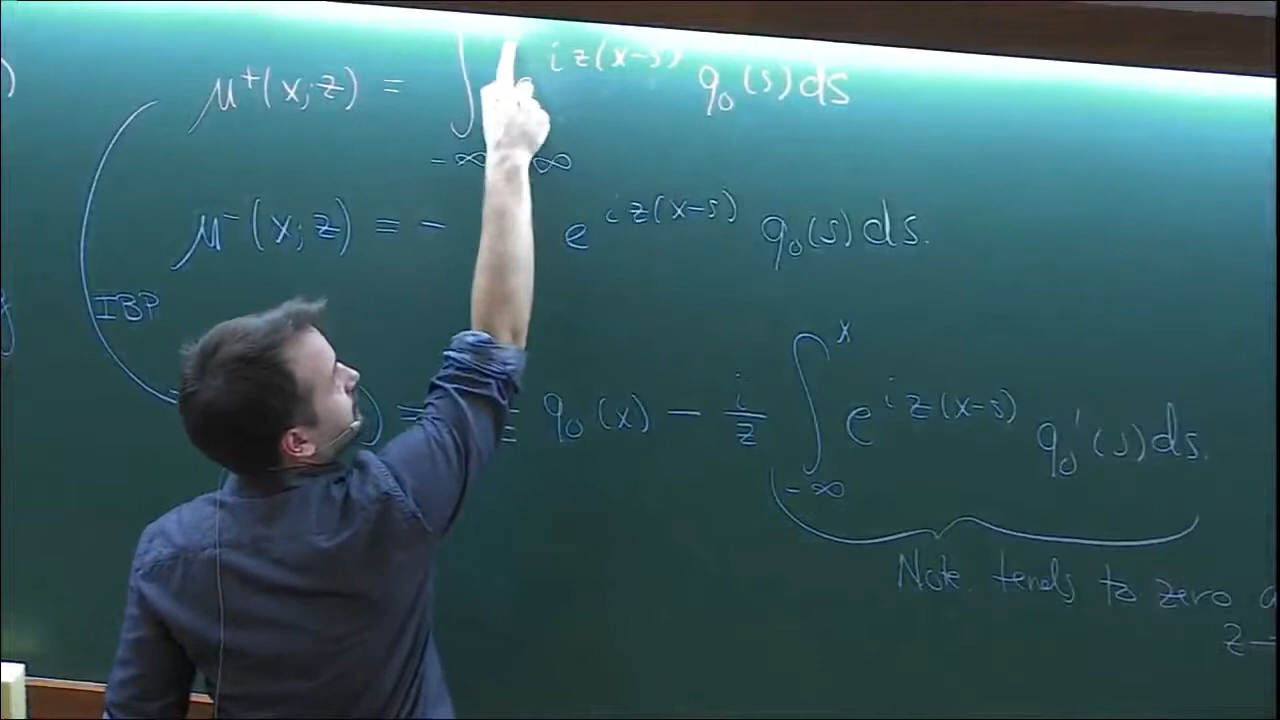 )
μ⁺(x;z) = ∫_{-∞} e^{iz(x-s)} q₀(s)ds
μ⁻(x;z) = - ∞ e^{iz(x-s)} q₀(s)ds.
IBP
) = = q₀(x) - i/z ∫_{-∞}^{x} e^{iz(x-s)} q₀'(s)ds.
Note. tends to zero
z -